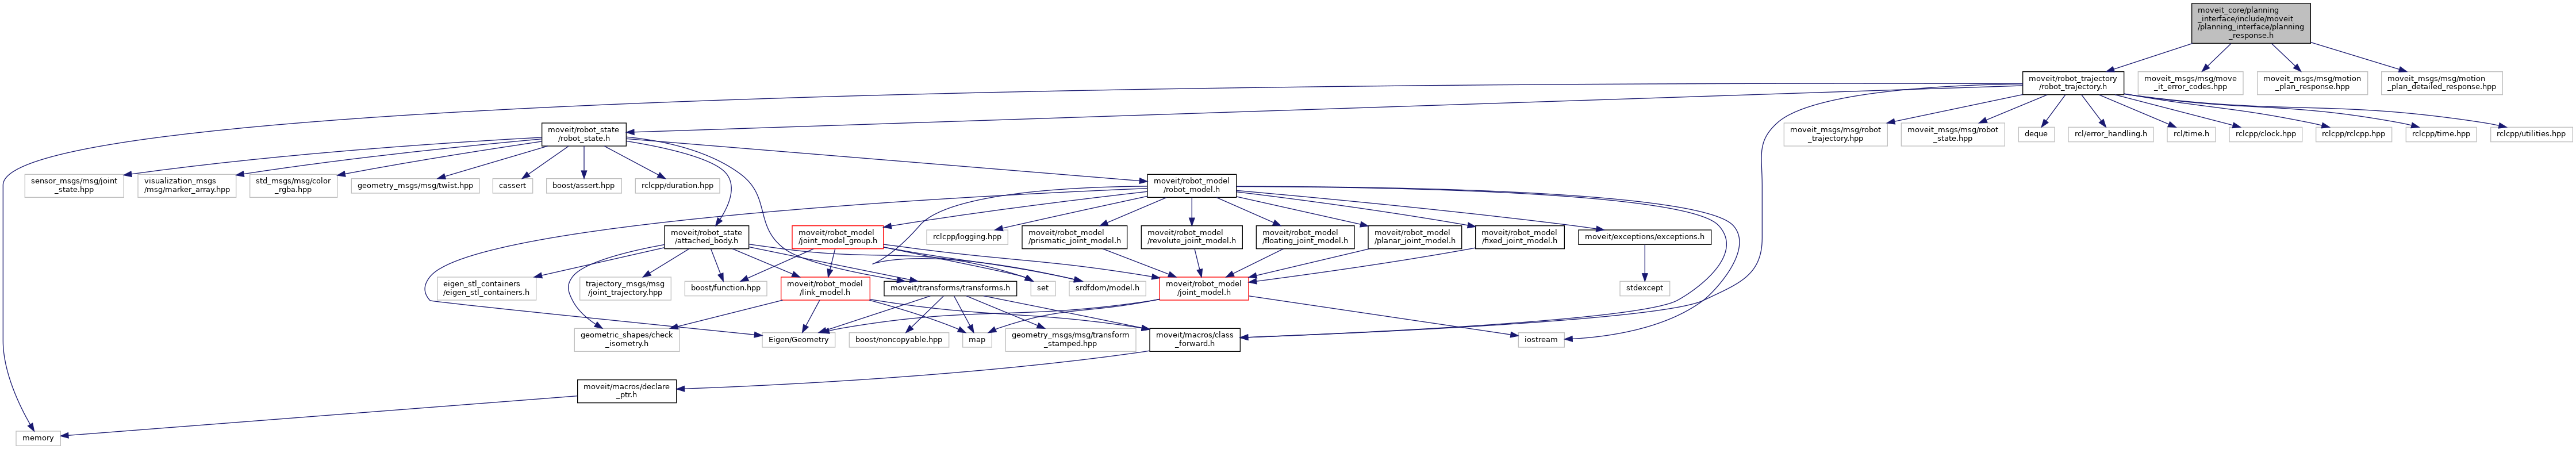 moveit_core/planning
_interface/include/moveit
/planning_interface/planning
_response.h
moveit/robot_trajectory
/robot_trajectory.h
moveit_msgs/msg/move
_it_error_codes.hpp
moveit_msgs/msg/motion
_plan_response.hpp
moveit_msgs/msg/motion
_plan_detailed_response.hpp
moveit/robot_state
/robot_state.h
moveit_msgs/msg/robot
_trajectory.hpp
moveit_msgs/msg/robot
_state.hpp
deque
rcl/error_handling.h
rcl/time.h
rclcpp/clock.hpp
rclcpp/rclcpp.hpp
rclcpp/time.hpp
rclcpp/utilities.hpp
sensor_msgs/msg/joint
_state.hpp
visualization_msgs
/msg/marker_array.hpp
std_msgs/msg/color
_rgba.hpp
geometry_msgs/msg/twist.hpp
cassert
boost/assert.hpp
rclcpp/duration.hpp
moveit/robot_model
/robot_model.h
moveit/robot_state
/attached_body.h
moveit/robot_model
/joint_model_group.h
rclcpp/logging.hpp
moveit/robot_model
/prismatic_joint_model.h
moveit/robot_model
/revolute_joint_model.h
moveit/robot_model
/floating_joint_model.h
moveit/robot_model
/planar_joint_model.h
moveit/robot_model
/fixed_joint_model.h
moveit/exceptions/exceptions.h
eigen_stl_containers
/eigen_stl_containers.h
trajectory_msgs/msg
/joint_trajectory.hpp
boost/function.hpp
moveit/robot_model
/link_model.h
moveit/transforms/transforms.h
set
srdfdom/model.h
moveit/robot_model
/joint_model.h
stdexcept
geometric_shapes/check
_isometry.h
Eigen/Geometry
boost/noncopyable.hpp
map
geometry_msgs/msg/transform
_stamped.hpp
moveit/macros/class
_forward.h
iostream
moveit/macros/declare
_ptr.h
memory